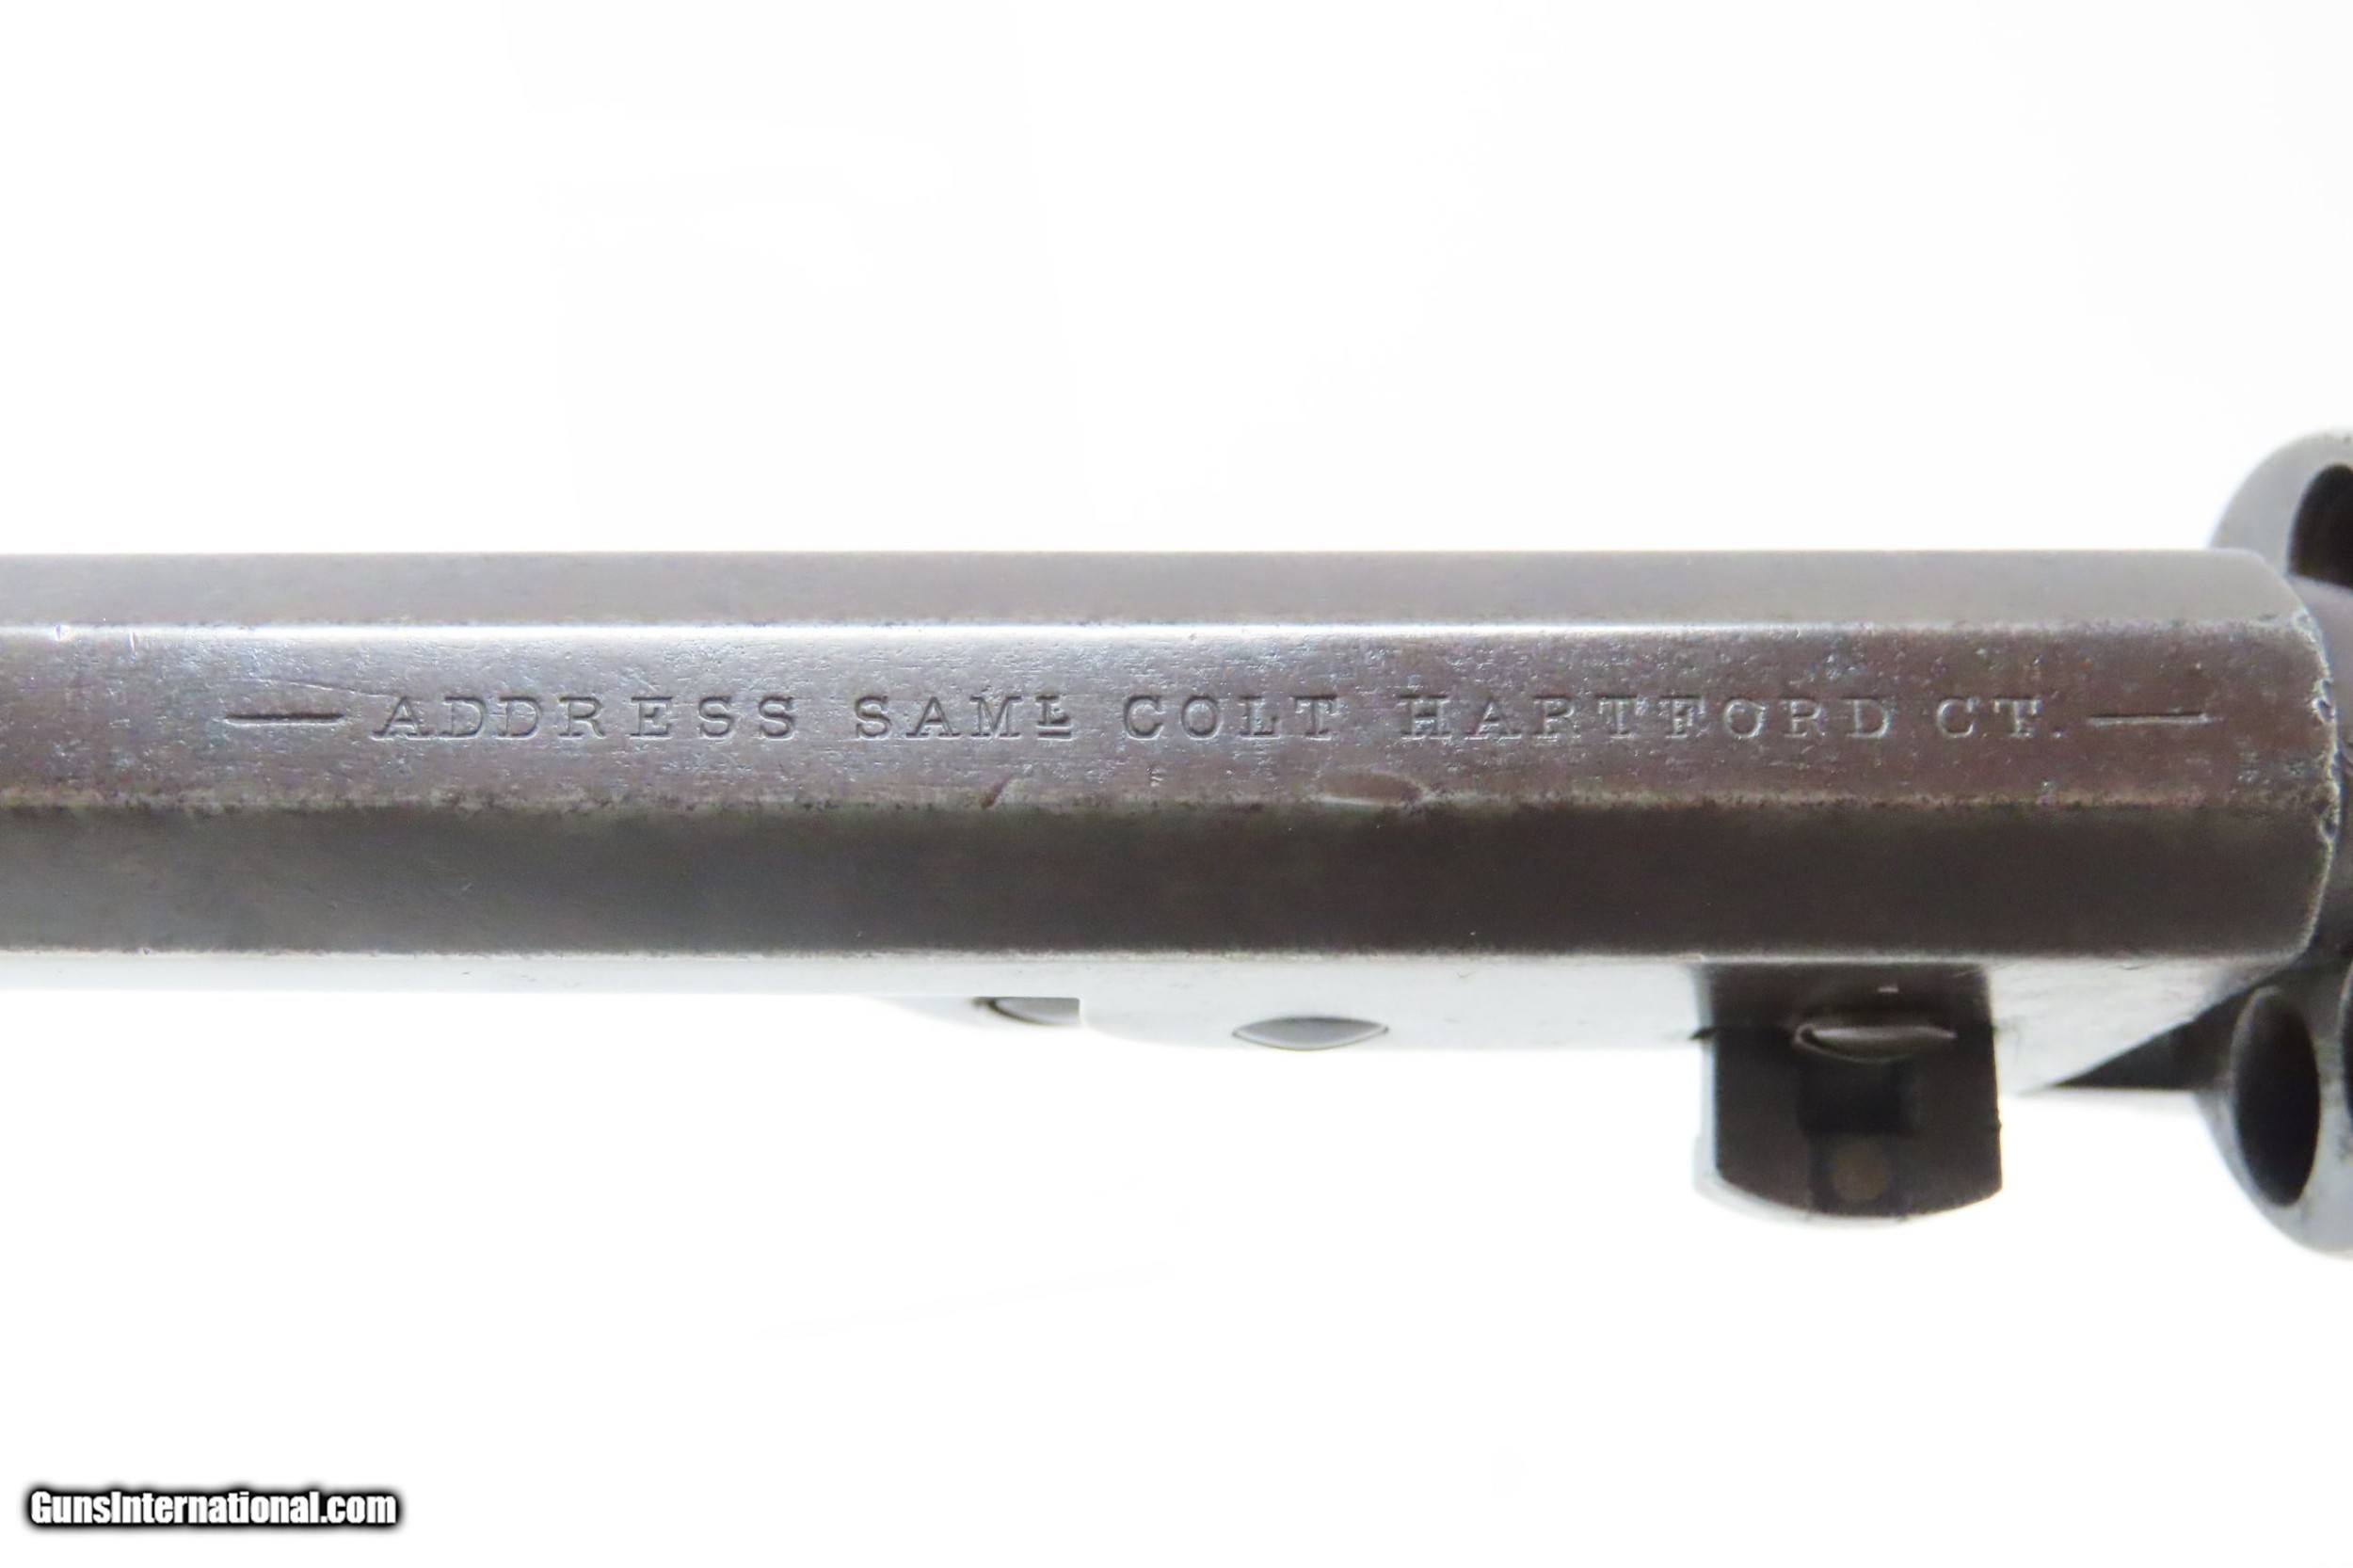 — ADDRESS SAMᴸ COLT HARTFORD CT. —
GunsInternational.com